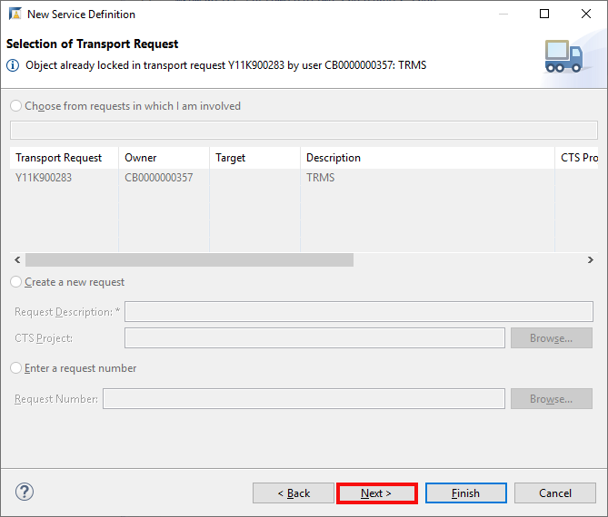 New Service Definition
Selection of Transport Request
Object already locked in transport request Y11K900283 by user CB0000000357: TRMS
Choose from requests in which I am involved
Transport Request Owner Target Description CTS Pro
Y11K900283 CB0000000357 TRMS
Create a new request
Request Description: *
CTS Project: Browse...
Enter a request number
Request Number: Browse...
? < Back Next > Finish Cancel